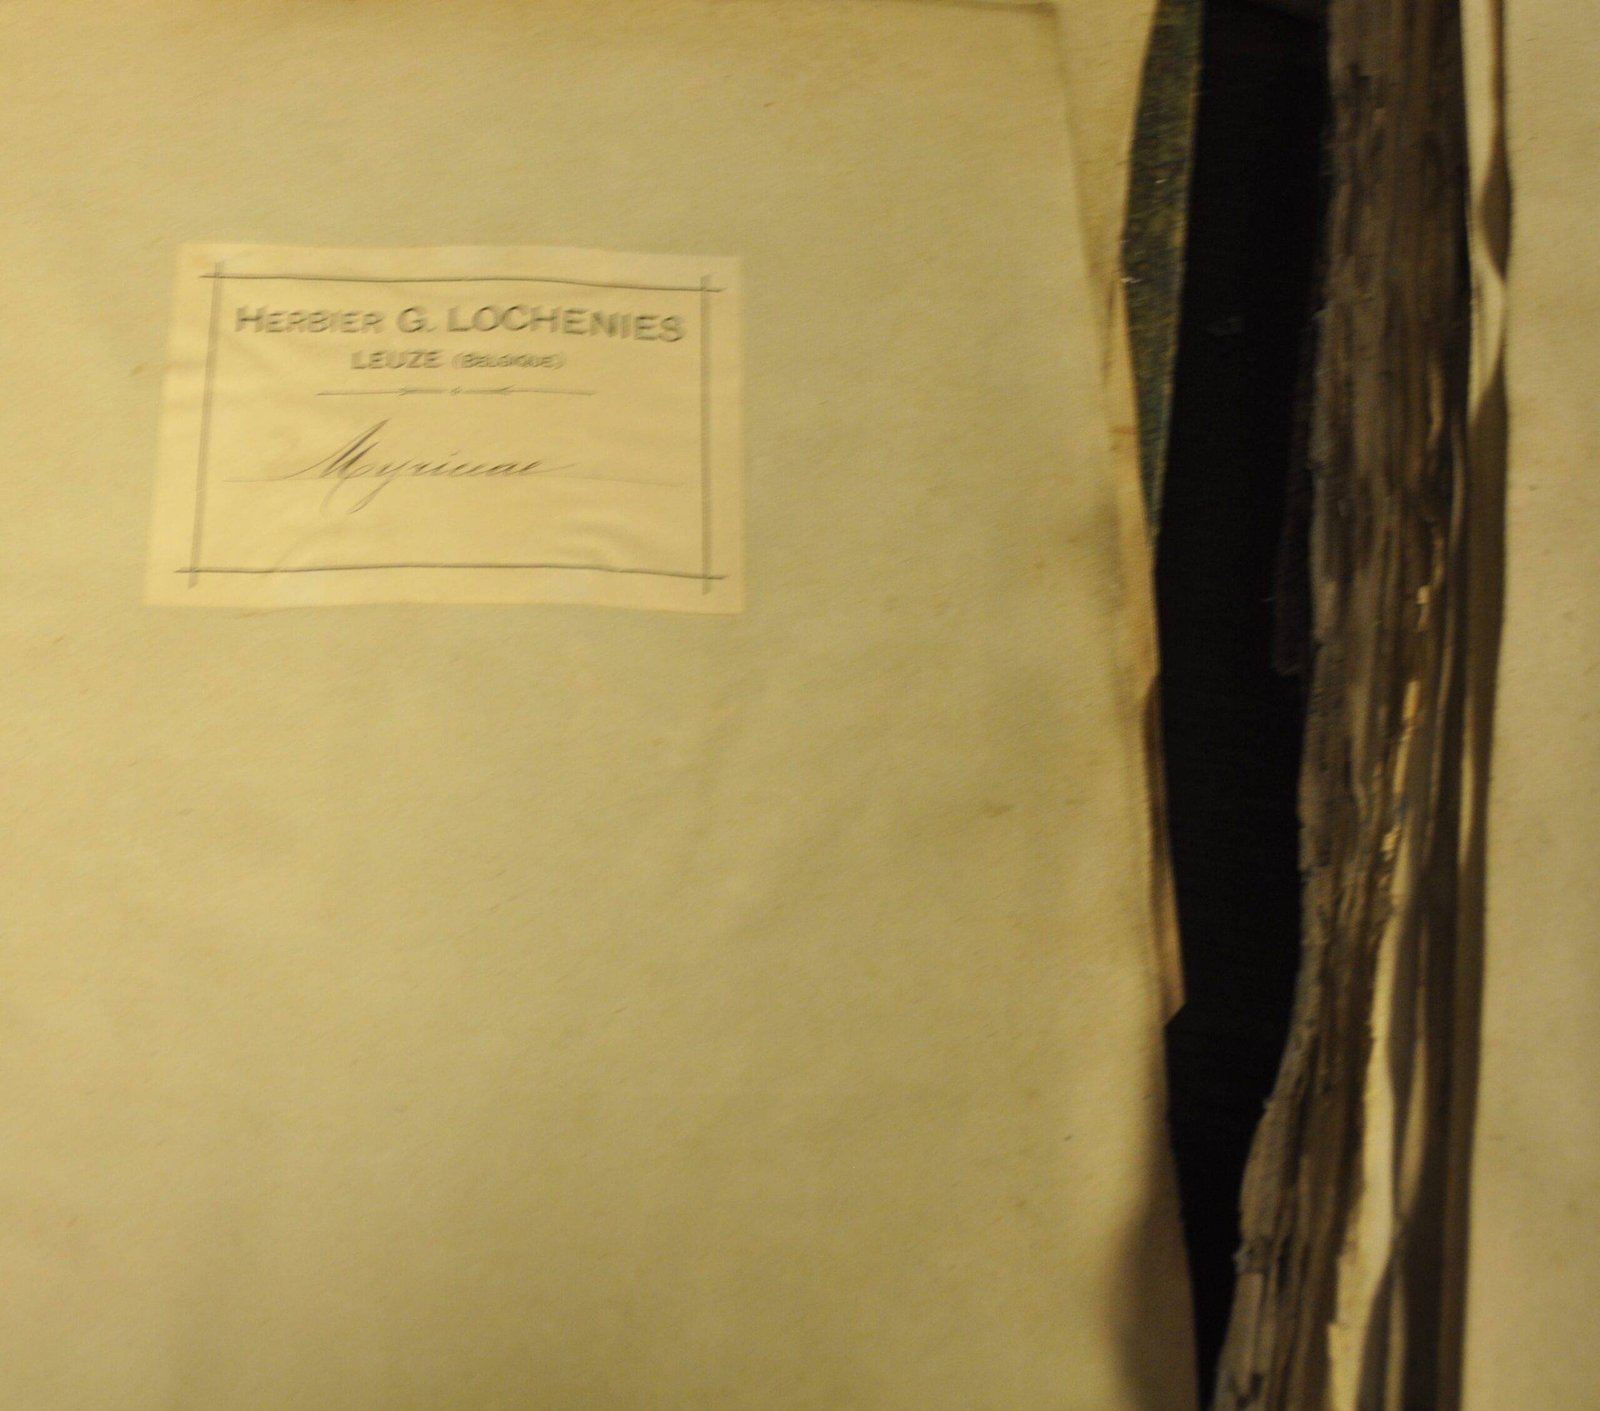 HERBIER G. LOCHENIES
LEUZE (BELGIQUE)
Myricae